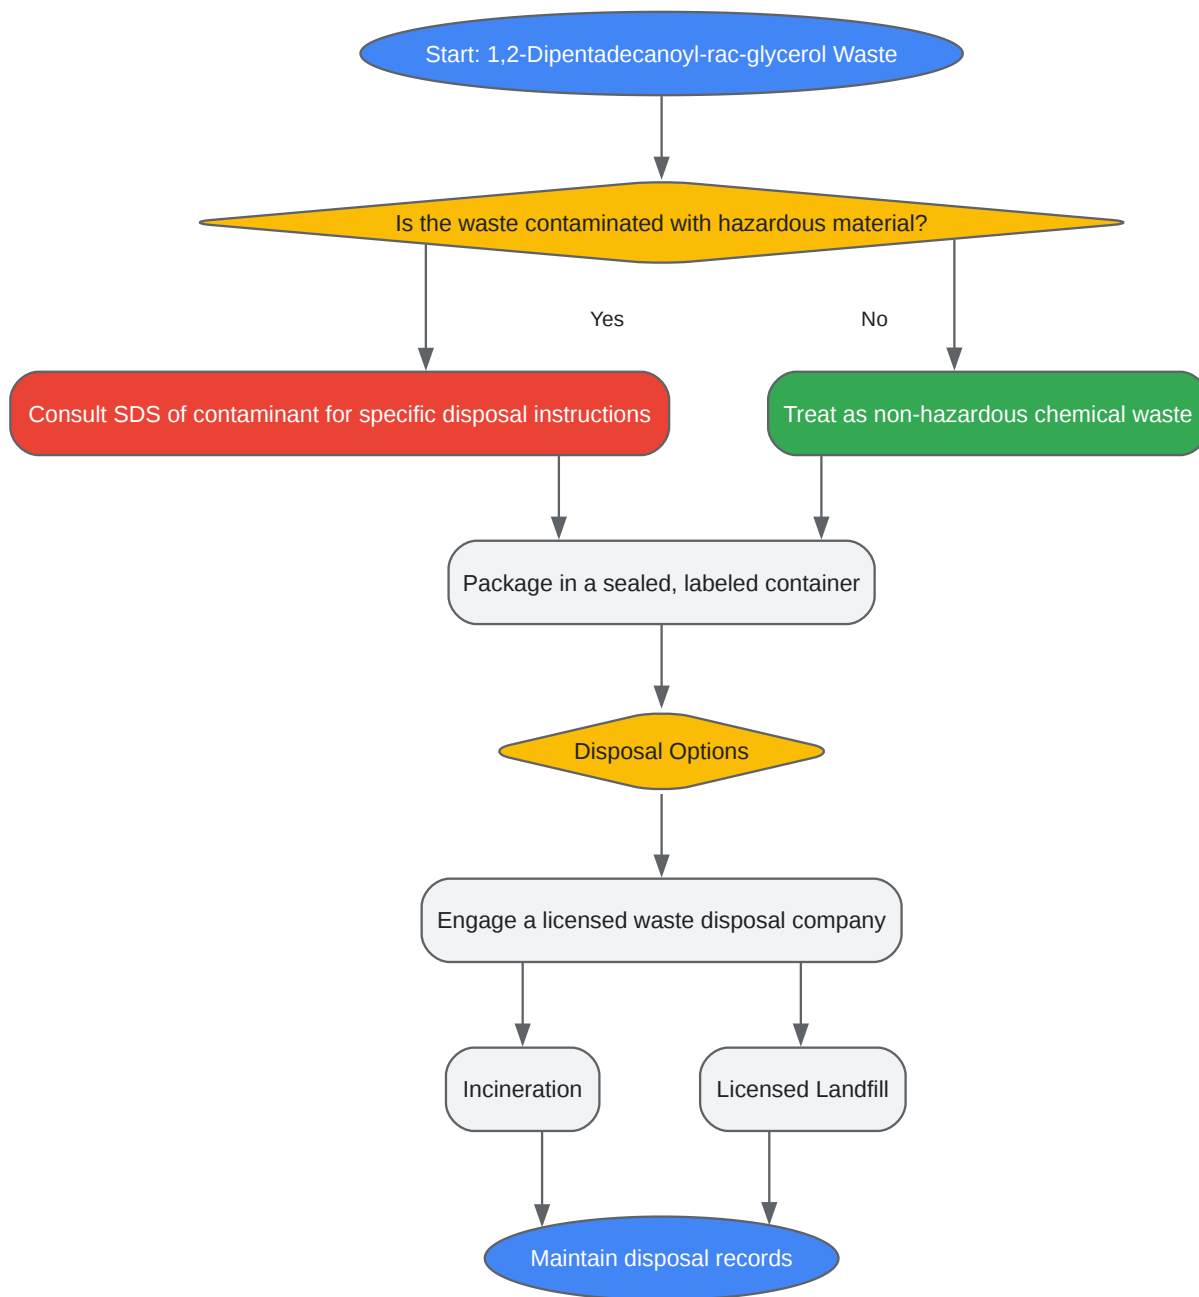 Start: 1,2-Dipentadecanoyl-rac-glycerol Waste
Is the waste contaminated with hazardous material?
Yes
No
Consult SDS of contaminant for specific disposal instructions
Treat as non-hazardous chemical waste
Package in a sealed, labeled container
Disposal Options
Engage a licensed waste disposal company
Incineration
Licensed Landfill
Maintain disposal records